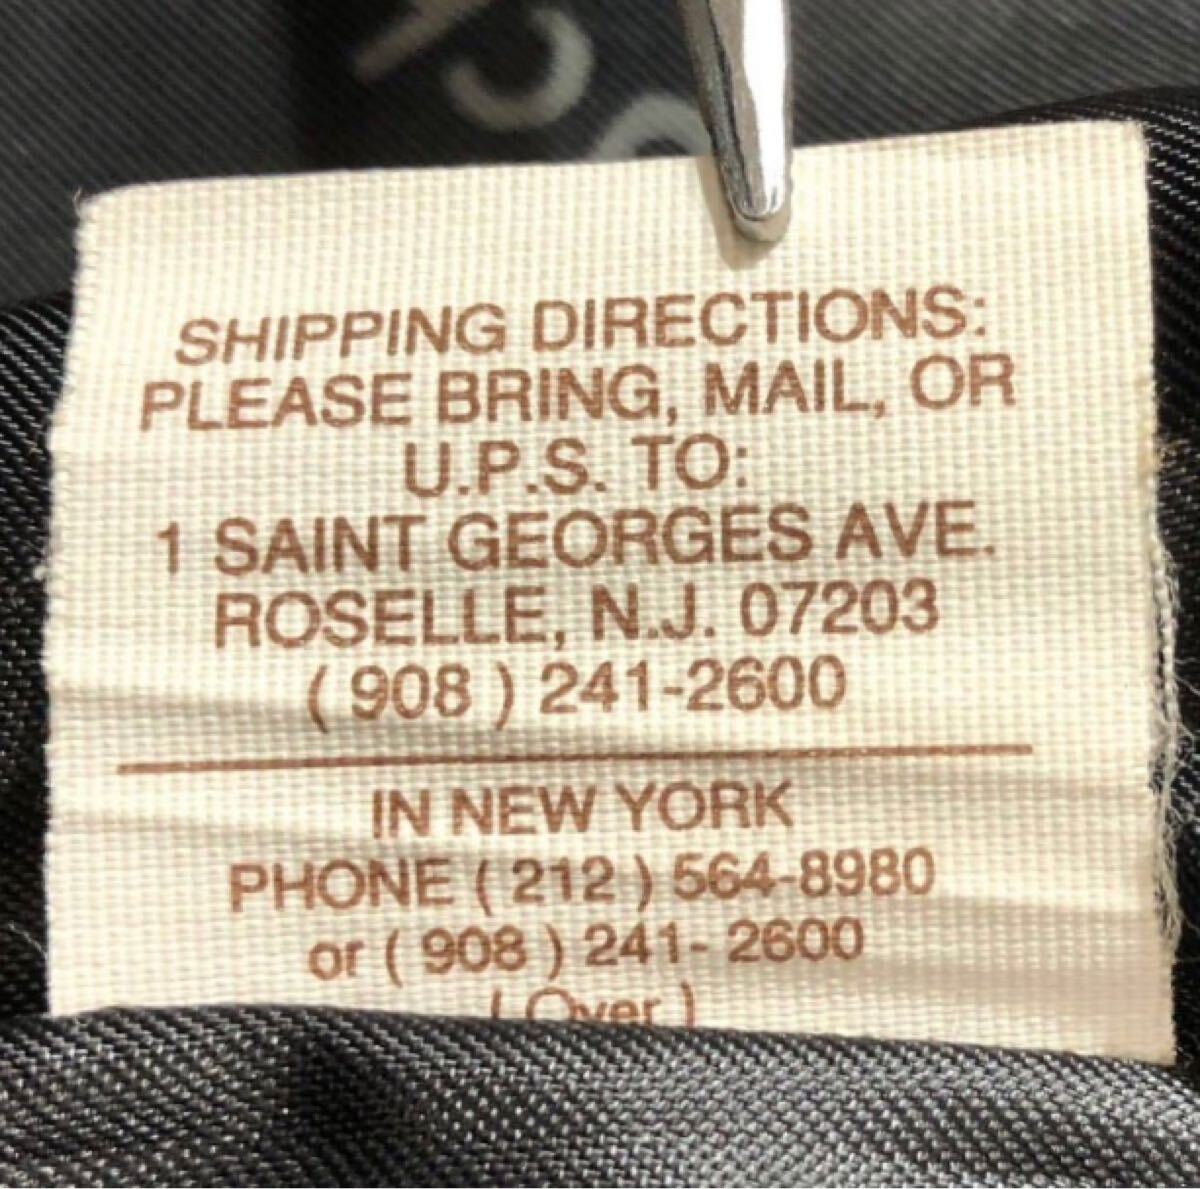 SHIPPING DIRECTIONS:
PLEASE BRING, MAIL, OR
U.P.S. TO:
1 SAINT GEORGES AVE.
ROSELLE, N.J. 07203
( 908 ) 241-2600
IN NEW YORK
PHONE ( 212 ) 564-8980
or ( 908 ) 241- 2600
( Over )